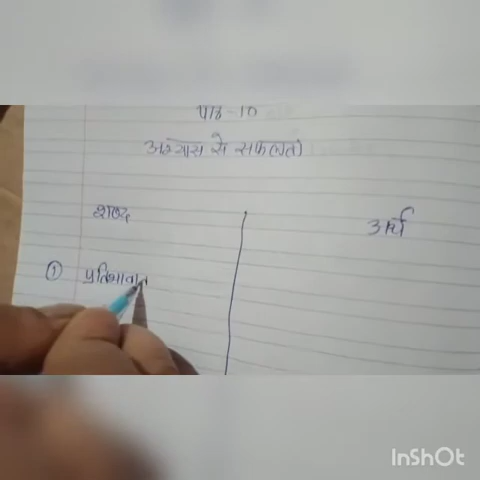 पाठ-10
अभ्यास से सफलता
शब्द
अर्थ
① प्रतिभावान
InShOt